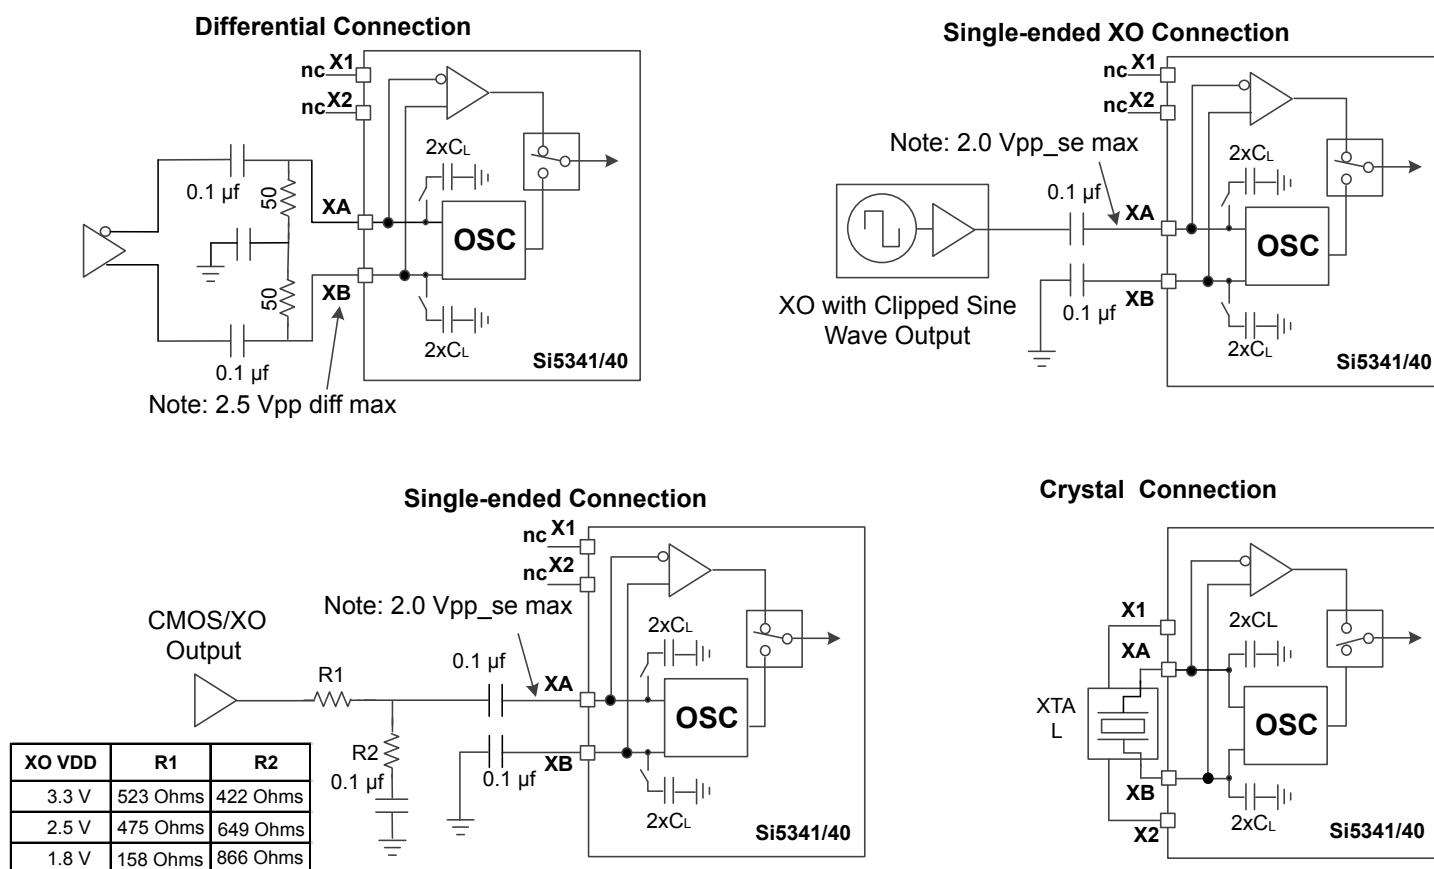 Differential Connection
nc X1
nc X2
2xCL
0.1 µf
50
XA
OSC
50
XB
2xCL
0.1 µf
Si5341/40
Note: 2.5 Vpp diff max
Single-ended XO Connection
nc X1
nc X2
Note: 2.0 Vpp_se max
2xCL
0.1 µf
XA
OSC
XB
XO with Clipped Sine
Wave Output
0.1 µf
2xCL
Si5341/40
Single-ended Connection
nc X1
nc X2
Note: 2.0 Vpp_se max
CMOS/XO
Output
2xCL
0.1 µf
R1
XA
OSC
R2
XB
0.1 µf
0.1 µf
2xCL
Si5341/40
XO VDD R1 R2
3.3 V 523 Ohms 422 Ohms
2.5 V 475 Ohms 649 Ohms
1.8 V 158 Ohms 866 Ohms
Crystal Connection
X1
2xCL
XA
XTA
L
OSC
XB
2xCL
X2
Si5341/40